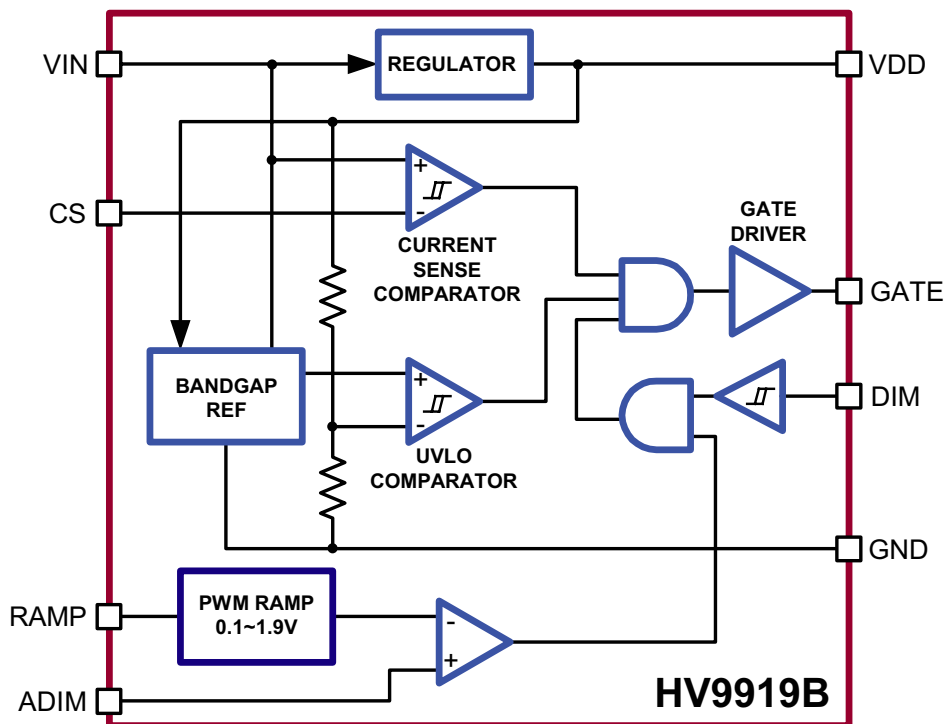 VIN
REGULATOR
VDD
+
-
CS
CURRENT
SENSE
COMPARATOR
GATE
DRIVER
GATE
BANDGAP
REF
+
-
UVLO
COMPARATOR
DIM
GND
RAMP
PWM RAMP
0.1~1.9V
-
+
ADIM
HV9919B